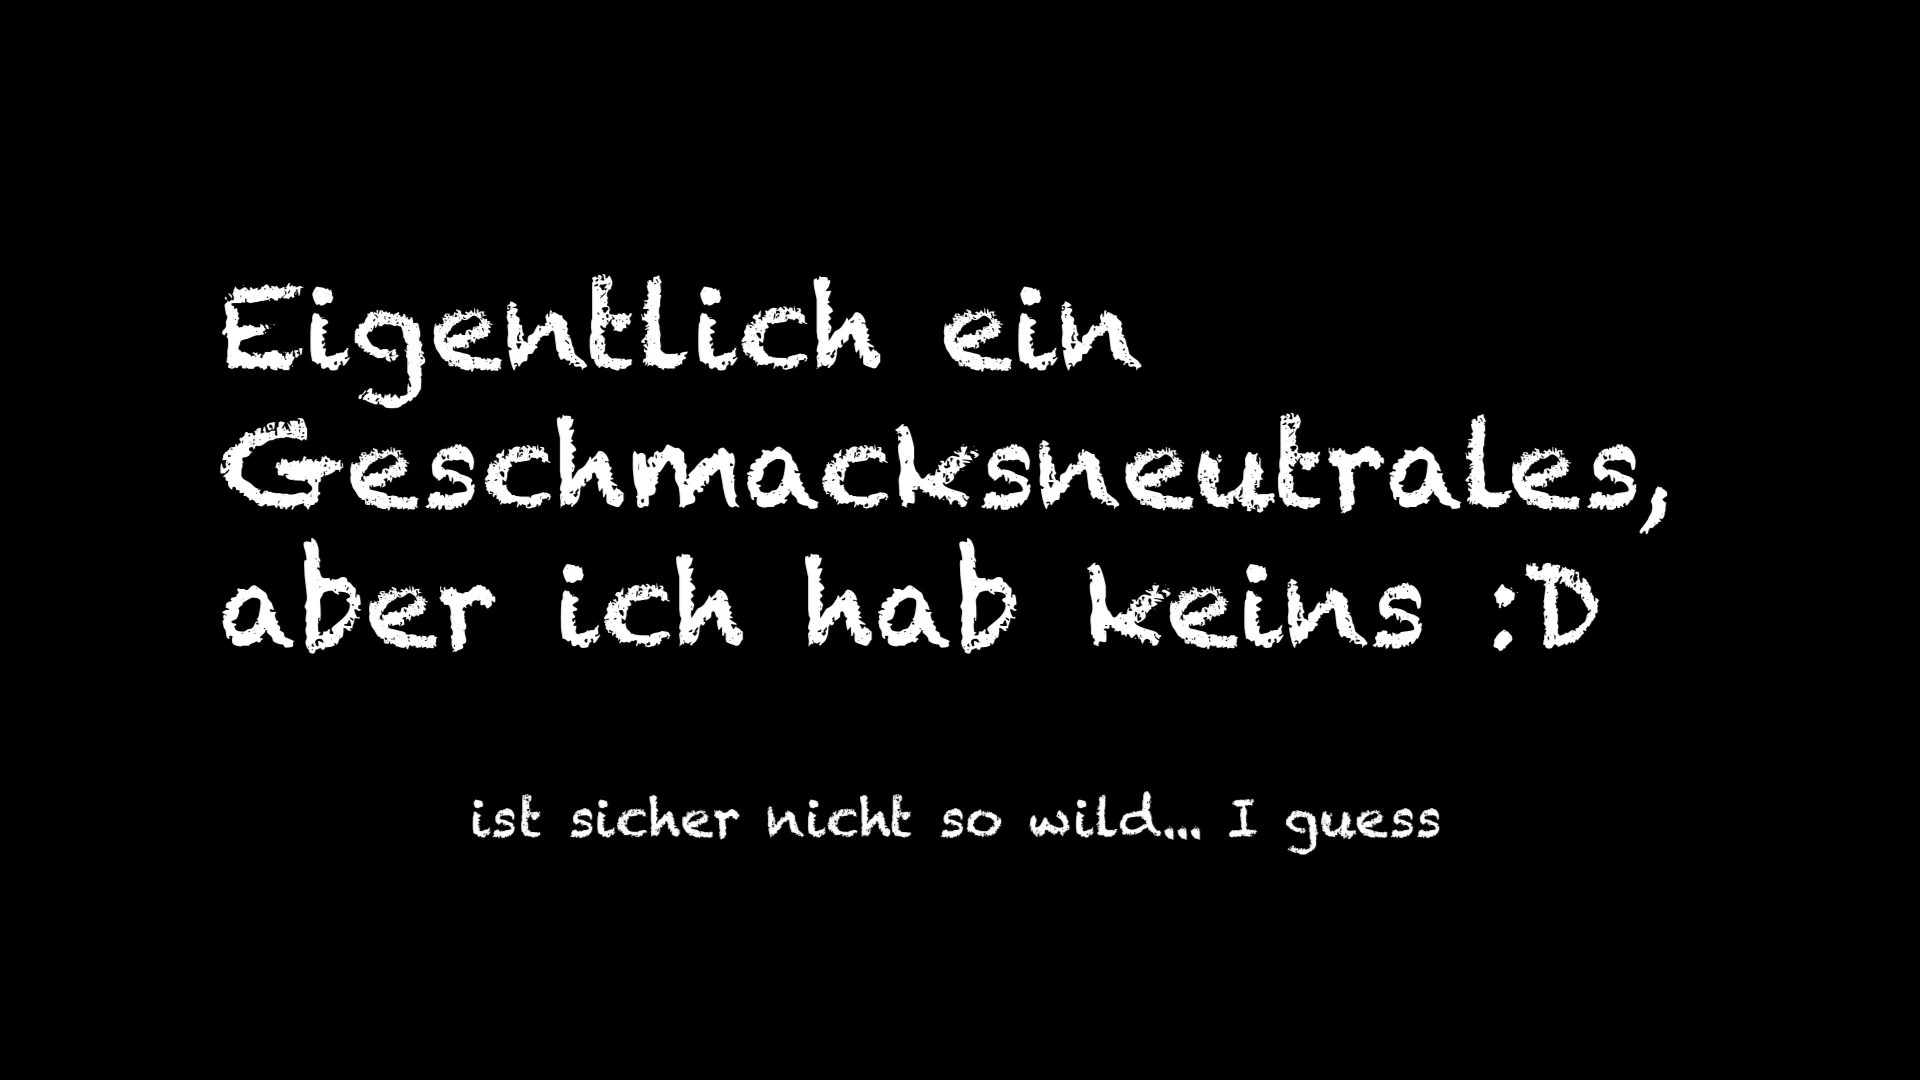 Eigentlich ein
Geschmacksneutrales,
aber ich hab keins :D
ist sicher nicht so wild... I guess